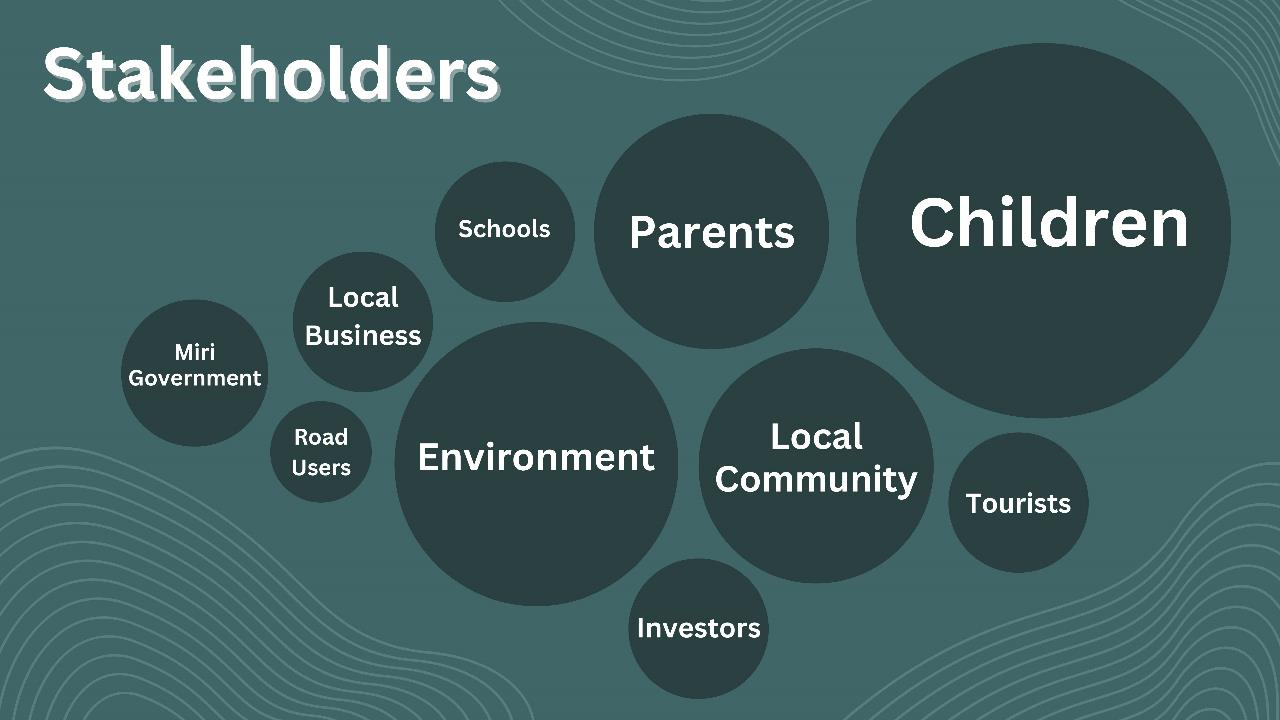 Stakeholders
Children
Parents
Schools
Local
Business
Miri
Government
Road
Users
Environment
Local
Community
Tourists
Investors